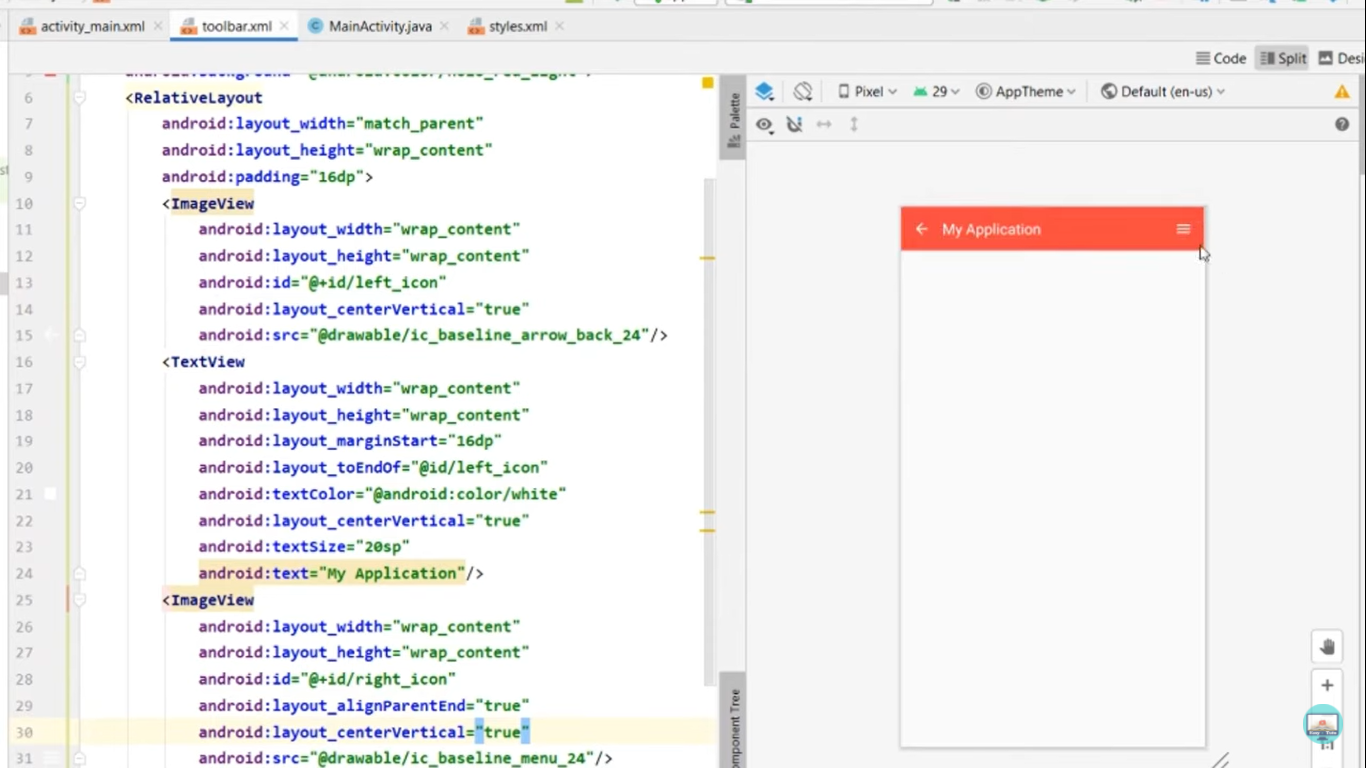 activity_main.xml
toolbar.xml
MainActivity.java
styles.xml
Code
Split
Palette
Pixel
29
AppTheme
Default (en-us)
6 <RelativeLayout
7 android:layout_width="match_parent"
8 android:layout_height="wrap_content"
9 android:padding="16dp">
10 <ImageView
11 android:layout_width="wrap_content"
12 android:layout_height="wrap_content"
13 android:id="@+id/left_icon"
14 android:layout_centerVertical="true"
15 android:src="@drawable/ic_baseline_arrow_back_24"/>
16 <TextView
17 android:layout_width="wrap_content"
18 android:layout_height="wrap_content"
19 android:layout_marginStart="16dp"
20 android:layout_toEndOf="@id/left_icon"
21 android:textColor="@android:color/white"
22 android:layout_centerVertical="true"
23 android:textSize="20sp"
24 android:text="My Application"/>
25 <ImageView
26 android:layout_width="wrap_content"
27 android:layout_height="wrap_content"
28 android:id="@+id/right_icon"
29 android:layout_alignParentEnd="true"
30 android:layout_centerVertical="true"
31 android:src="@drawable/ic_baseline_menu_24"/>
My Application